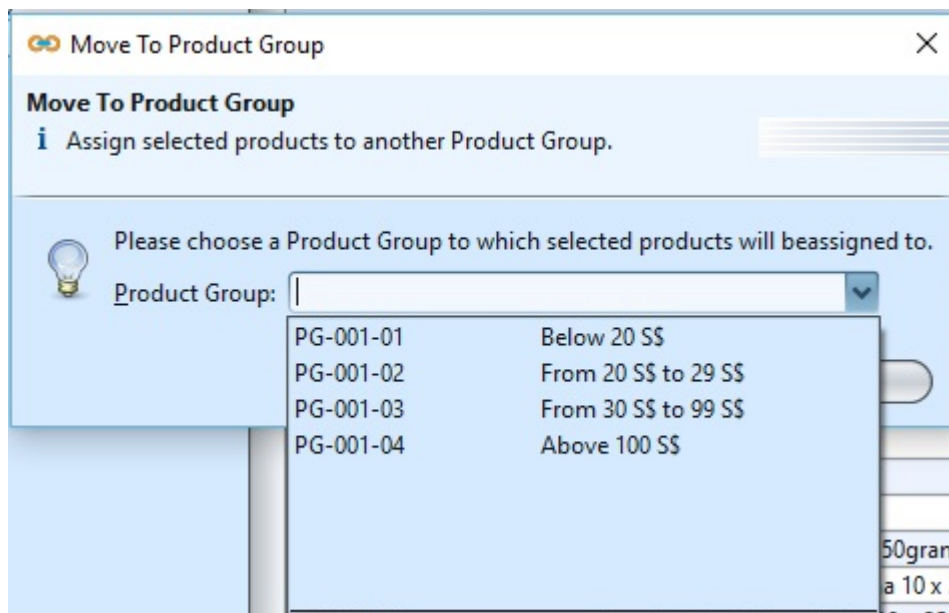 Move To Product Group
Move To Product Group
i Assign selected products to another Product Group.
Please choose a Product Group to which selected products will beassigned to.
Product Group:
PG-001-01 Below 20 S$
PG-001-02 From 20 S$ to 29 S$
PG-001-03 From 30 S$ to 99 S$
PG-001-04 Above 100 S$
50gran
a 10 x